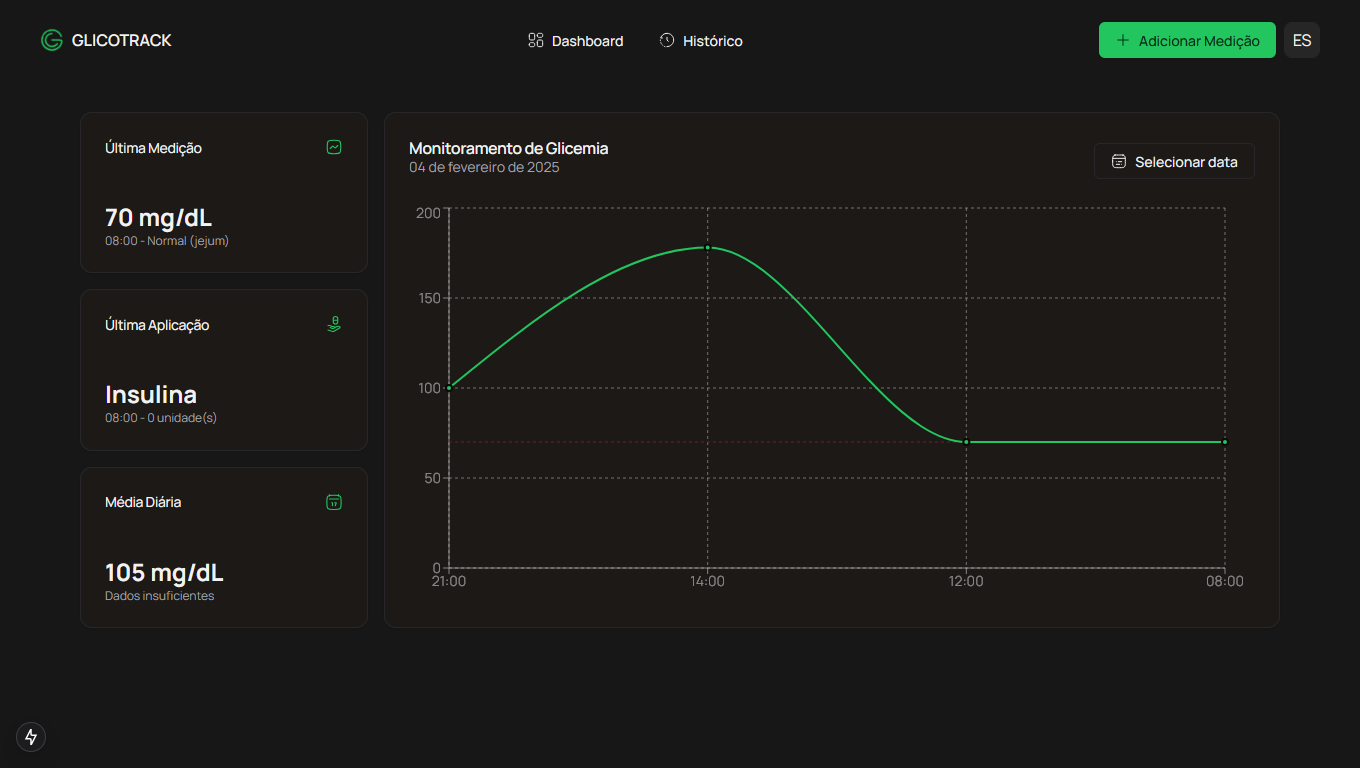 GLICOTRACK
Dashboard
Histórico
Adicionar Medição
ES
Última Medição
70 mg/dL
08:00 - Normal (jejum)
Última Aplicação
Insulina
08:00 - 0 unidade(s)
Média Diária
105 mg/dL
Dados insuficientes
Monitoramento de Glicemia
04 de fevereiro de 2025
Selecionar data
200
150
100
50
0
21:00 14:00 12:00 08:00